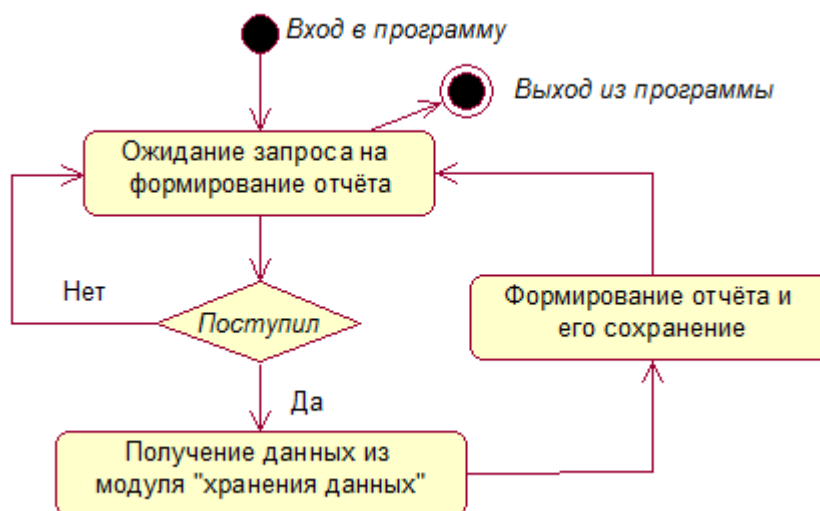 Вход в программу
Выход из программы
Ожидание запроса на
формирование отчёта
Нет
Поступил
Формирование отчёта и
его сохранение
Да
Получение данных из
модуля "хранения данных"